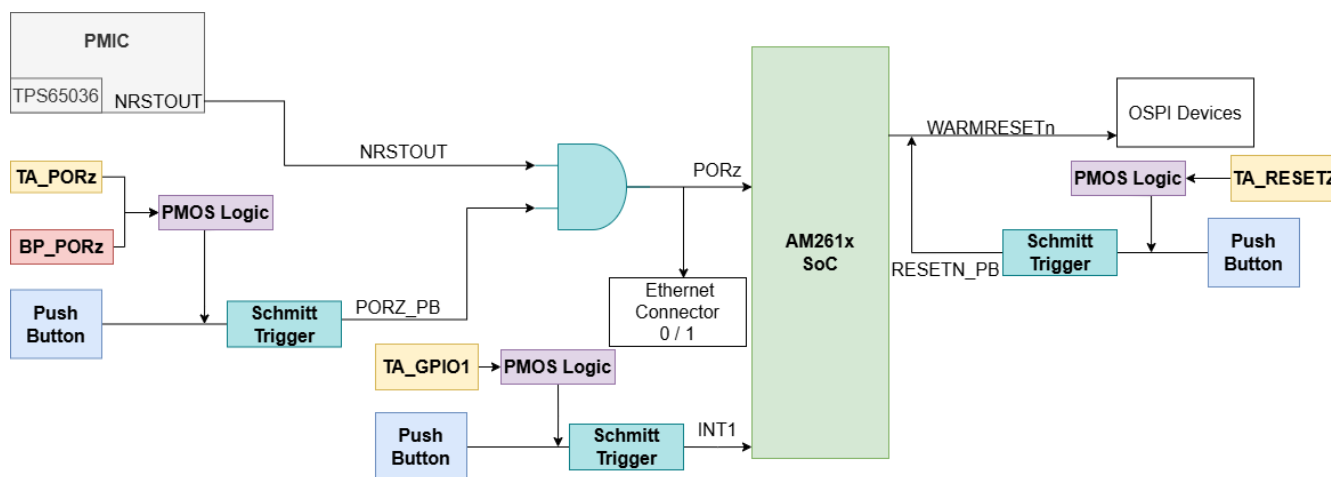 PMIC
TPS65036
NRSTOUT
NRSTOUT
TA_PORz
PMOS Logic
BP_PORz
Push
Button
Schmitt
Trigger
PORZ_PB
PORz
Ethernet
Connector
0 / 1
TA_GPIO1
PMOS Logic
Push
Button
Schmitt
Trigger
INT1
AM261x
SoC
WARMRESETn
OSPI Devices
PMOS Logic
TA_RESETZ
RESETN_PB
Schmitt
Trigger
Push
Button